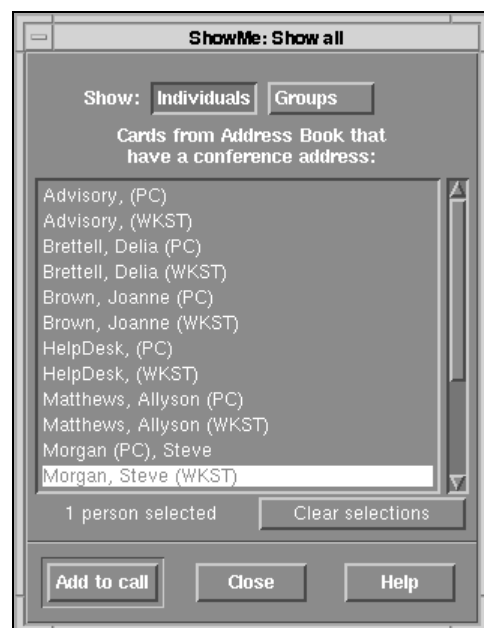 ShowMe: Show all
Show: Individuals Groups
Cards from Address Book that
have a conference address:
Advisory, (PC)
Advisory, (WKST)
Brettell, Delia (PC)
Brettell, Delia (WKST)
Brown, Joanne (PC)
Brown, Joanne (WKST)
HelpDesk, (PC)
HelpDesk, (WKST)
Matthews, Allyson (PC)
Matthews, Allyson (WKST)
Morgan (PC), Steve
Morgan, Steve (WKST)
1 person selected Clear selections
Add to call Close Help